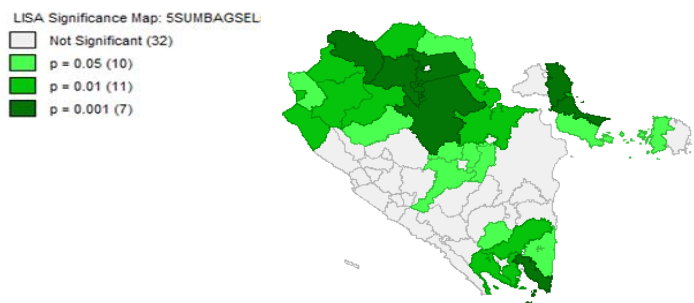 LISA Significance Map: 5SUMBAGSEL
Not Significant (32)
p = 0.05 (10)
p = 0.01 (11)
p = 0.001 (7)